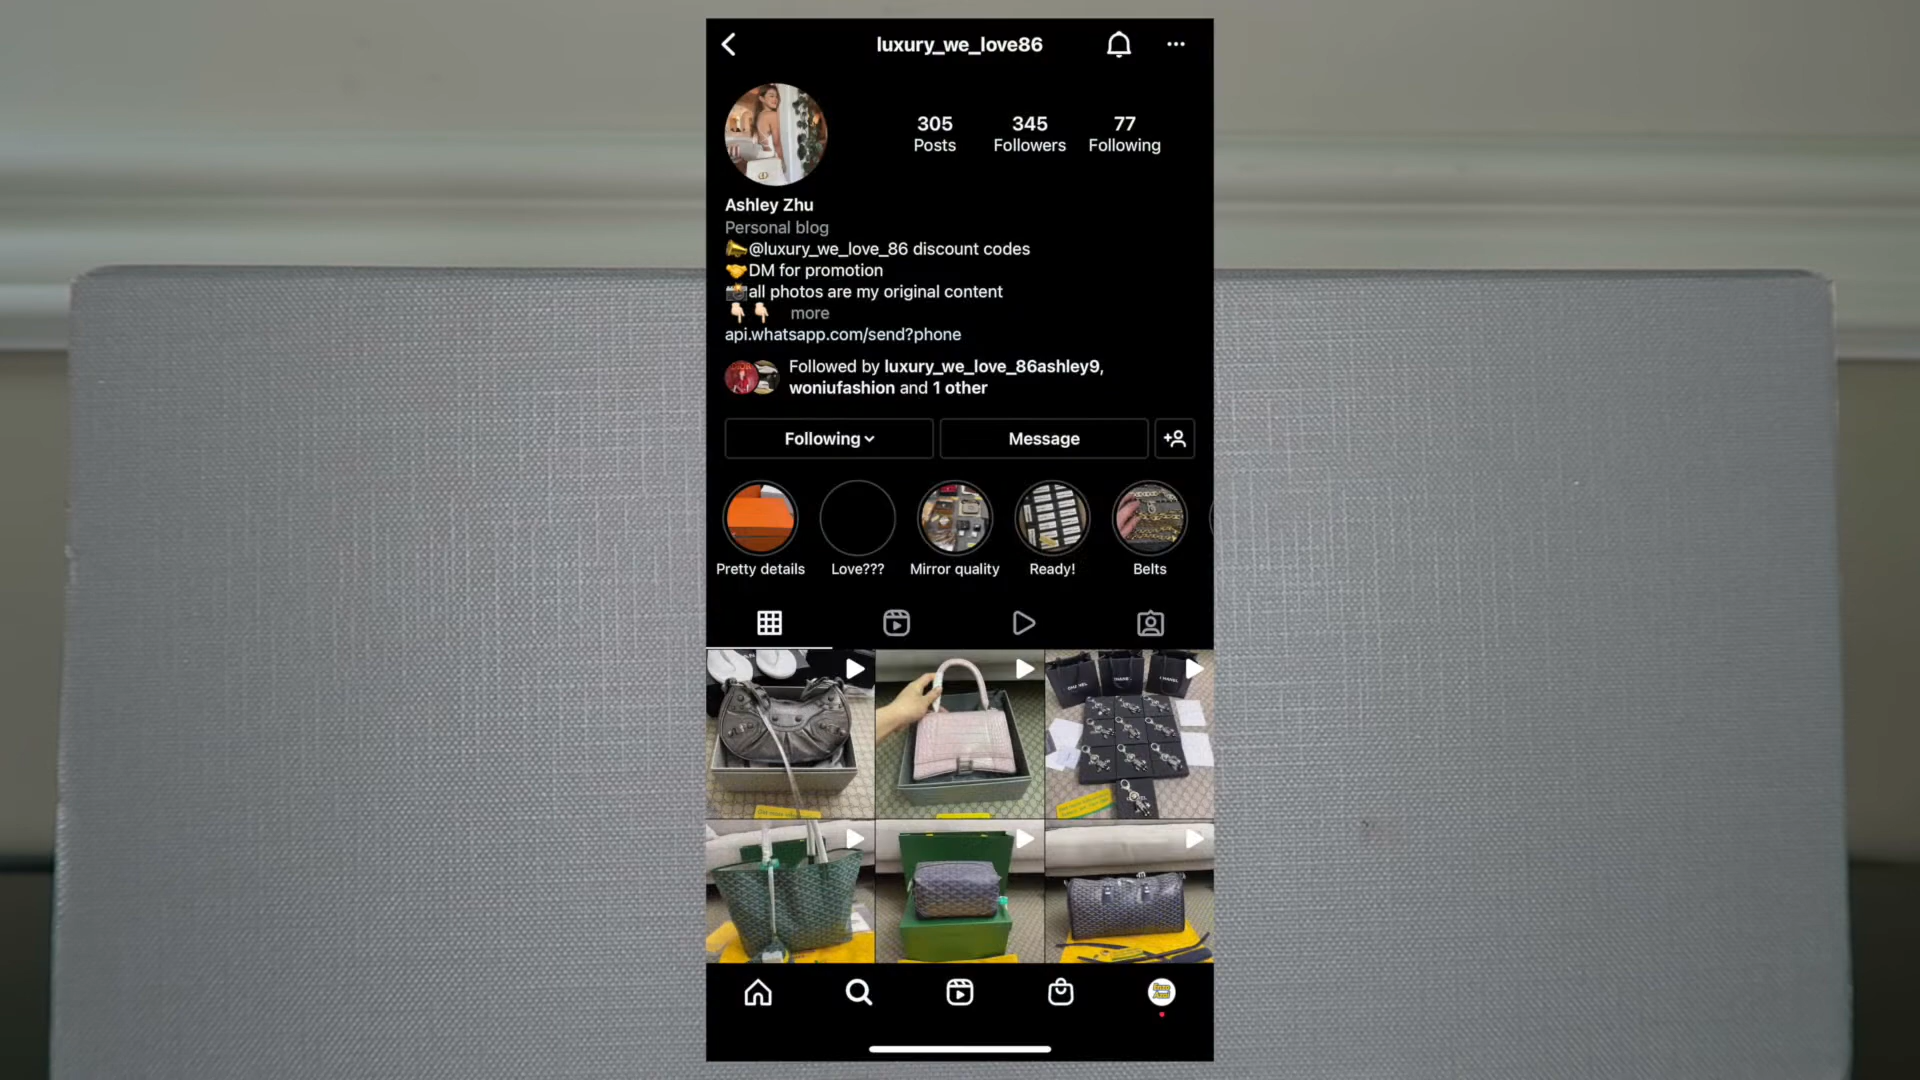 luxury_we_love86
305 345 77
Posts Followers Following
Ashley Zhu
Personal blog
@luxury_we_love_86 discount codes
DM for promotion
all photos are my original content
more
api.whatsapp.com/send?phone
Followed by luxury_we_love_86ashley9,
woniufashion and 1 other
Following Message
Pretty details Love??? Mirror quality Ready! Belts